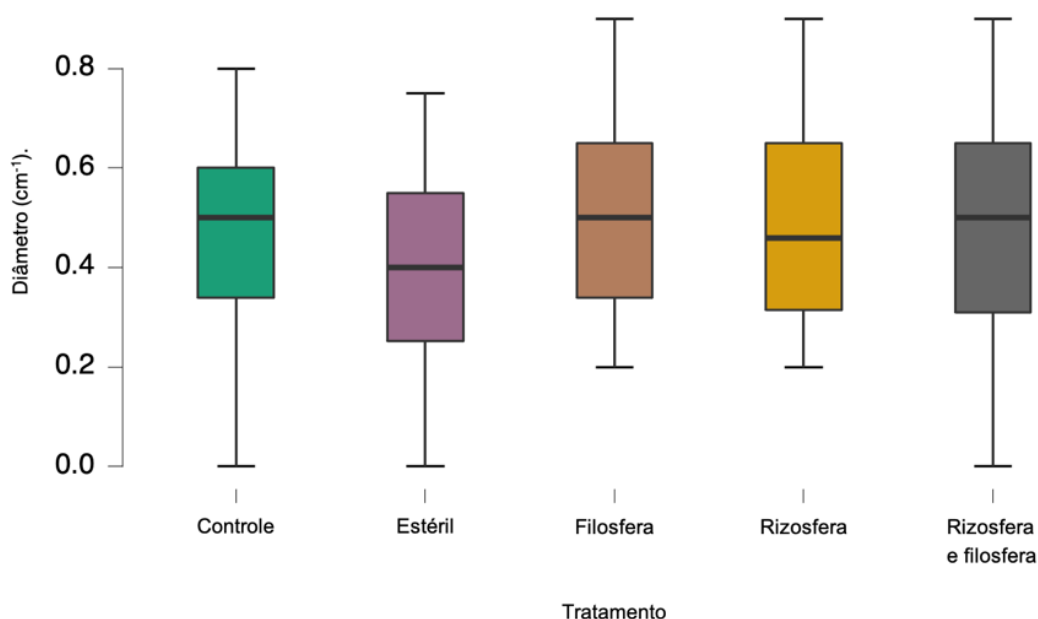 Diâmetro (cm⁻¹).
0.8
0.6
0.4
0.2
0.0
Controle
Estéril
Filosfera
Rizosfera
Rizosfera
e filosfera
Tratamento